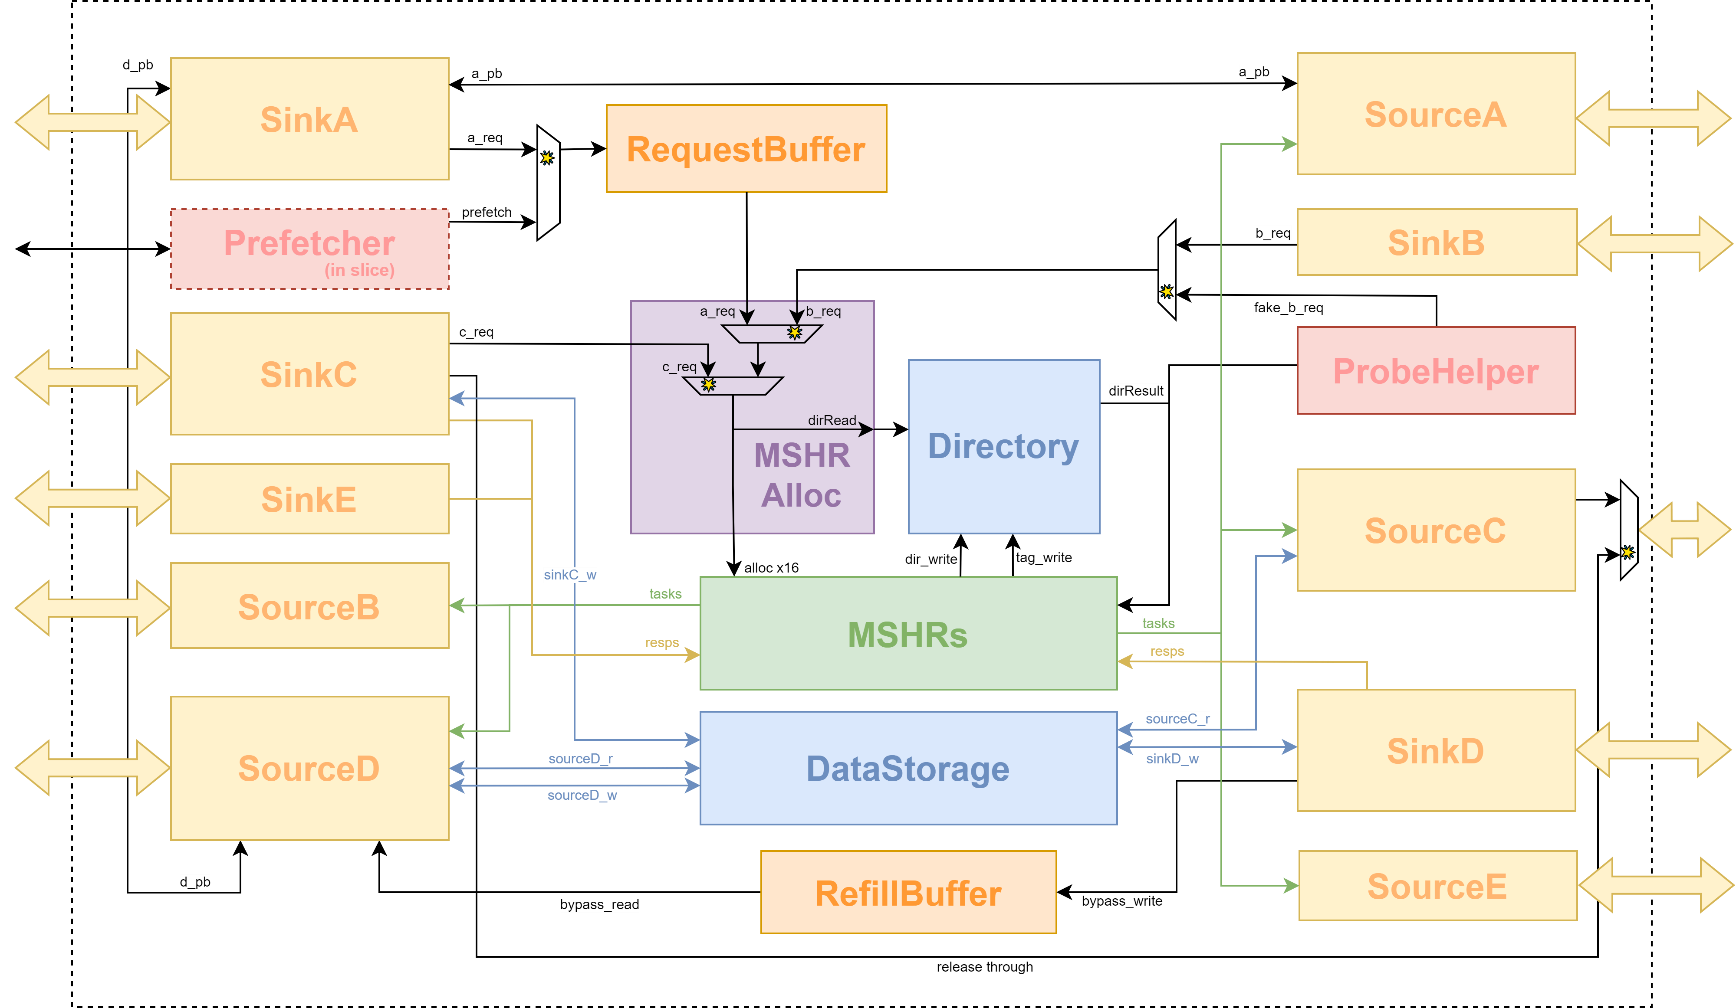 d_pb
SinkA
a_pb
a_pb
SourceA
a_req
RequestBuffer
prefetch
Prefetcher
(in slice)
b_req
SinkB
fake_b_req
a_req
b_req
c_req
SinkC
c_req
ProbeHelper
dirResult
dirRead
Directory
MSHR
Alloc
SinkE
SourceC
dir_write
tag_write
alloc x16
sinkC_w
SourceB
tasks
MSHRs
tasks
resps
resps
sourceC_r
SinkD
sourceD_r
DataStorage
sinkD_w
SourceD
sourceD_w
d_pb
bypass_read
RefillBuffer
bypass_write
SourceE
release through